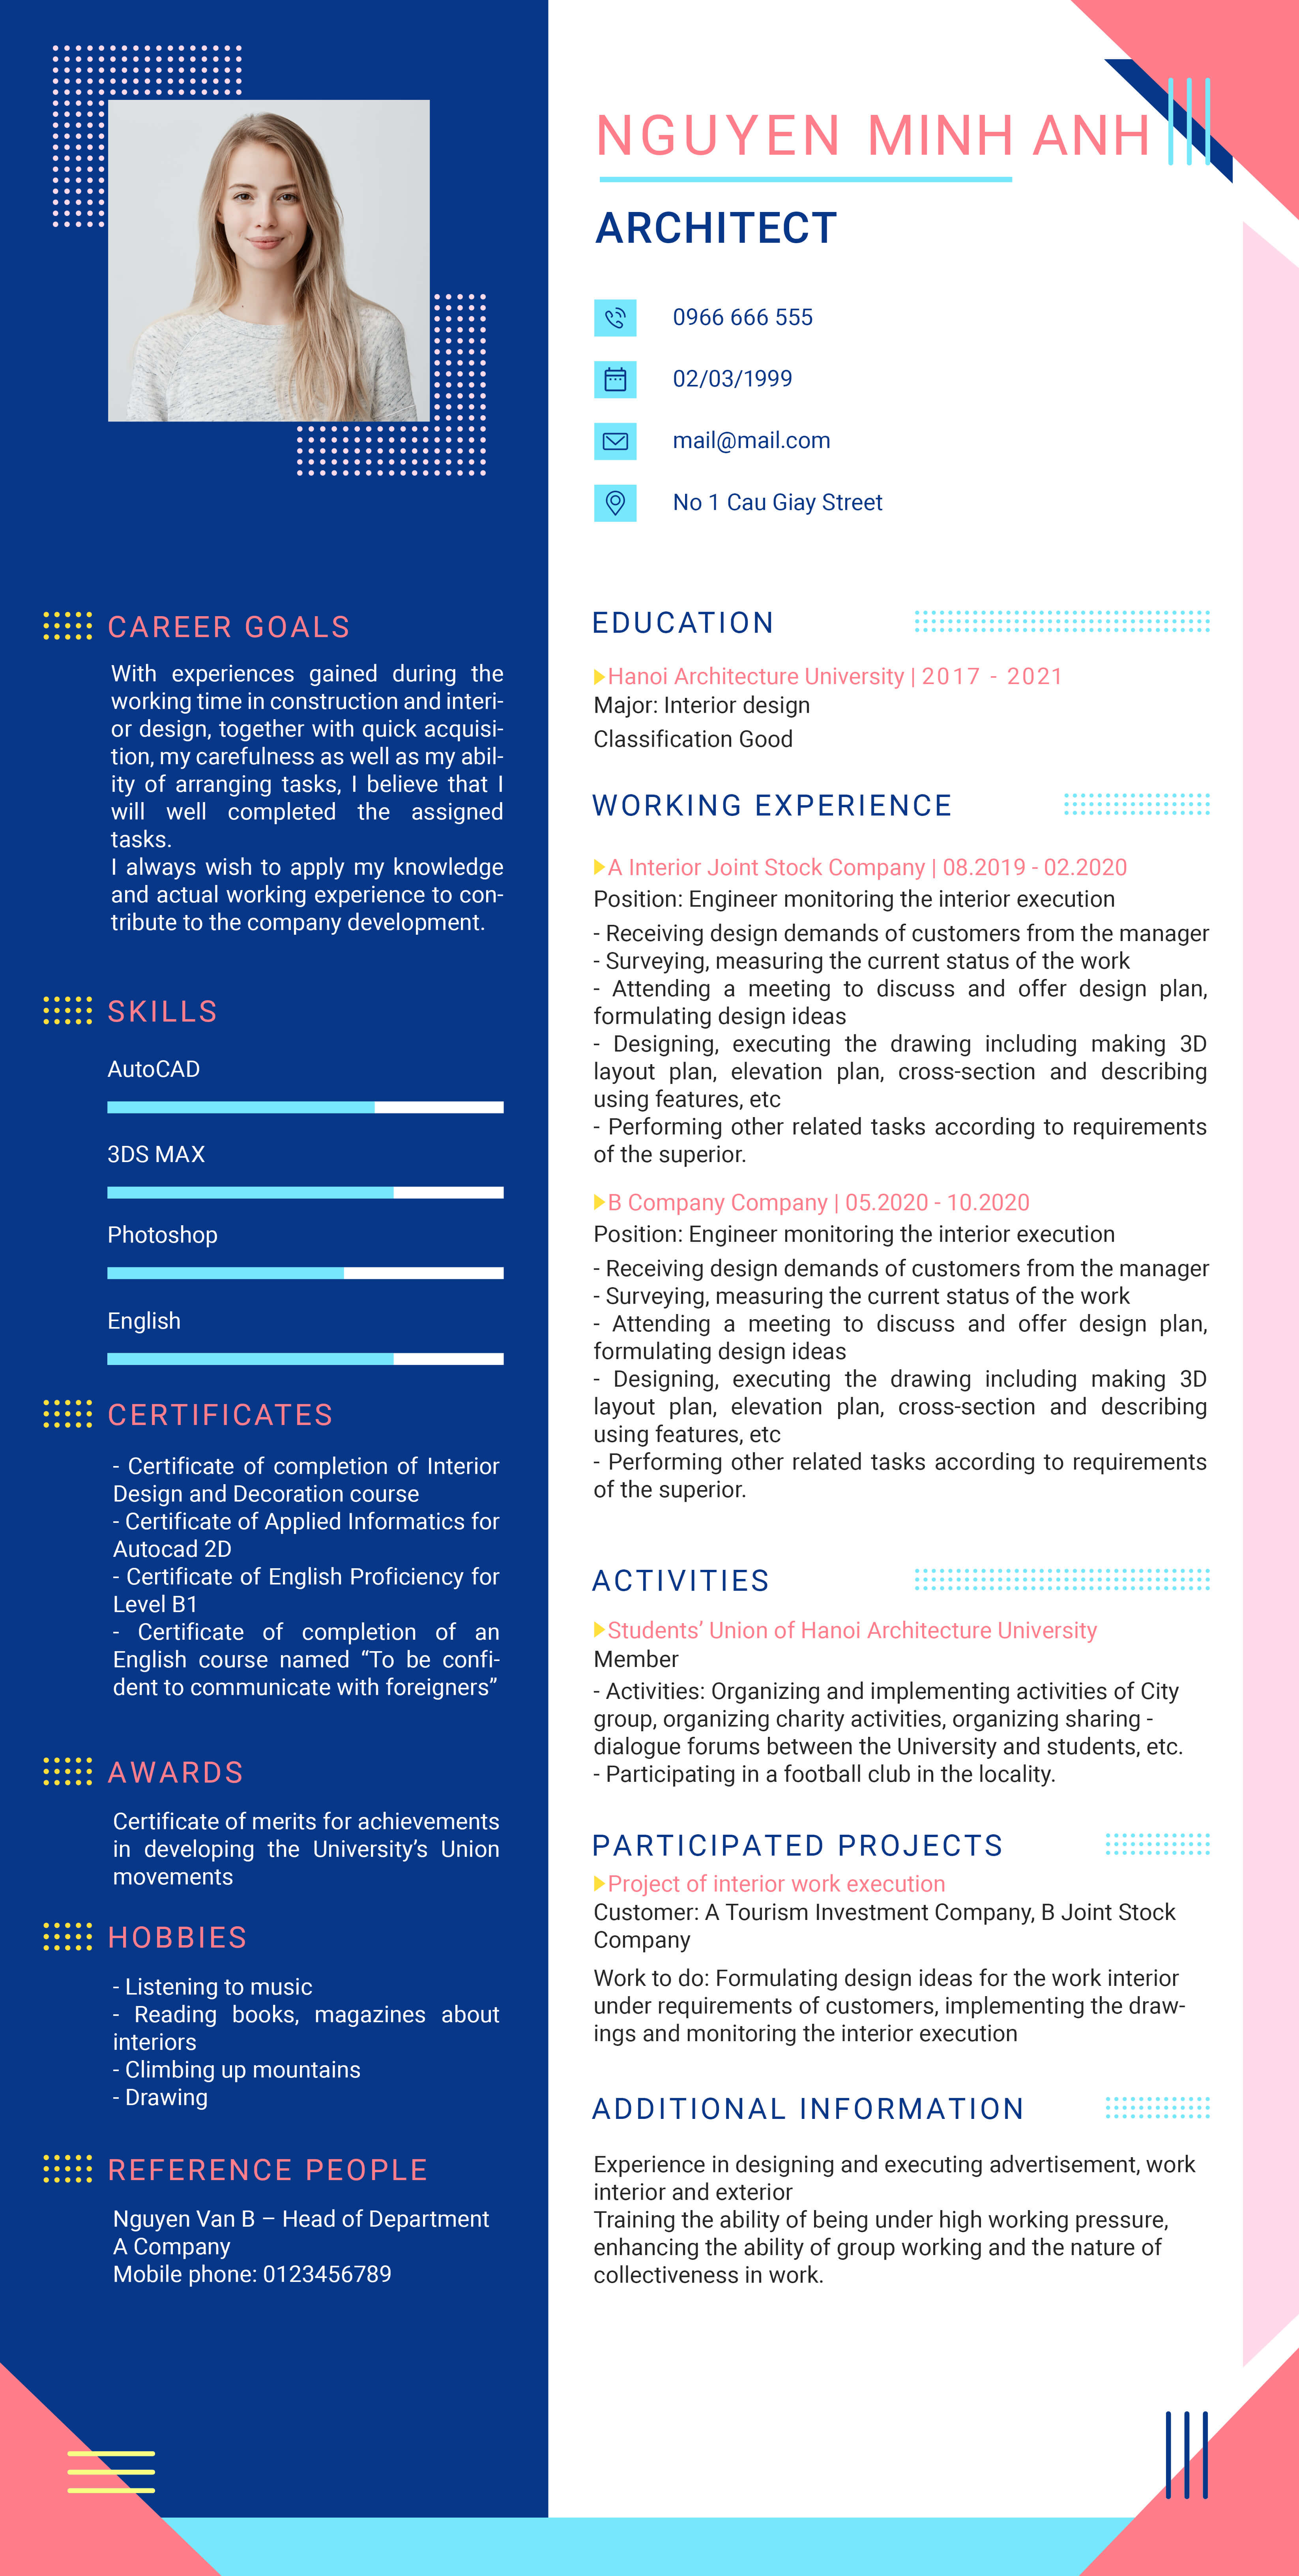 NGUYEN MINH ANH
ARCHITECT
0966 666 555
02/03/1999
mail@mail.com
No 1 Cau Giay Street
CAREER GOALS
With experiences gained during the
working time in construction and interi-
or design, together with quick acquisi-
tion, my carefulness as well as my abil-
ity of arranging tasks, I believe that I
will well completed the assigned
tasks.
I always wish to apply my knowledge
and actual working experience to con-
tribute to the company development.
SKILLS
AutoCAD
3DS MAX
Photoshop
English
CERTIFICATES
- Certificate of completion of Interior
Design and Decoration course
- Certificate of Applied Informatics for
Autocad 2D
- Certificate of English Proficiency for
Level B1
- Certificate of completion of an
English course named “To be confi-
dent to communicate with foreigners”
AWARDS
Certificate of merits for achievements
in developing the University’s Union
movements
HOBBIES
- Listening to music
- Reading books, magazines about
interiors
- Climbing up mountains
- Drawing
REFERENCE PEOPLE
Nguyen Van B – Head of Department
A Company
Mobile phone: 0123456789
EDUCATION
Hanoi Architecture University | 2017 - 2021
Major: Interior design
Classification Good
WORKING EXPERIENCE
A Interior Joint Stock Company | 08.2019 - 02.2020
Position: Engineer monitoring the interior execution
- Receiving design demands of customers from the manager
- Surveying, measuring the current status of the work
- Attending a meeting to discuss and offer design plan,
formulating design ideas
- Designing, executing the drawing including making 3D
layout plan, elevation plan, cross-section and describing
using features, etc
- Performing other related tasks according to requirements
of the superior.
B Company Company | 05.2020 - 10.2020
Position: Engineer monitoring the interior execution
- Receiving design demands of customers from the manager
- Surveying, measuring the current status of the work
- Attending a meeting to discuss and offer design plan,
formulating design ideas
- Designing, executing the drawing including making 3D
layout plan, elevation plan, cross-section and describing
using features, etc
- Performing other related tasks according to requirements
of the superior.
ACTIVITIES
Students’ Union of Hanoi Architecture University
Member
- Activities: Organizing and implementing activities of City
group, organizing charity activities, organizing sharing -
dialogue forums between the University and students, etc.
- Participating in a football club in the locality.
PARTICIPATED PROJECTS
Project of interior work execution
Customer: A Tourism Investment Company, B Joint Stock
Company
Work to do: Formulating design ideas for the work interior
under requirements of customers, implementing the draw-
ings and monitoring the interior execution
ADDITIONAL INFORMATION
Experience in designing and executing advertisement, work
interior and exterior
Training the ability of being under high working pressure,
enhancing the ability of group working and the nature of
collectiveness in work.